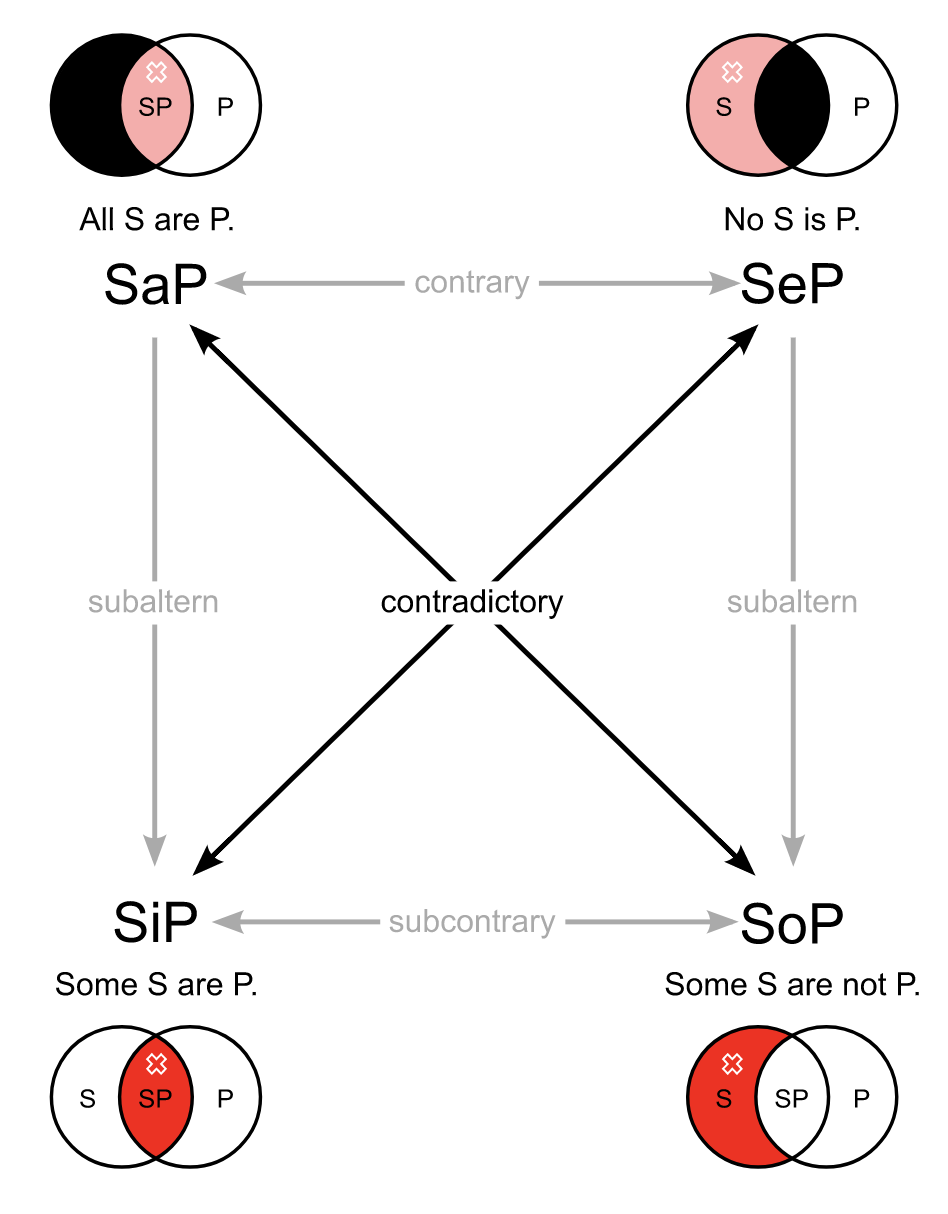 SP P
S P
All S are P.
No S is P.
SaP contrary SeP
subaltern contradictory subaltern
SiP subcontrary SoP
Some S are P.
Some S are not P.
S SP P
S SP P